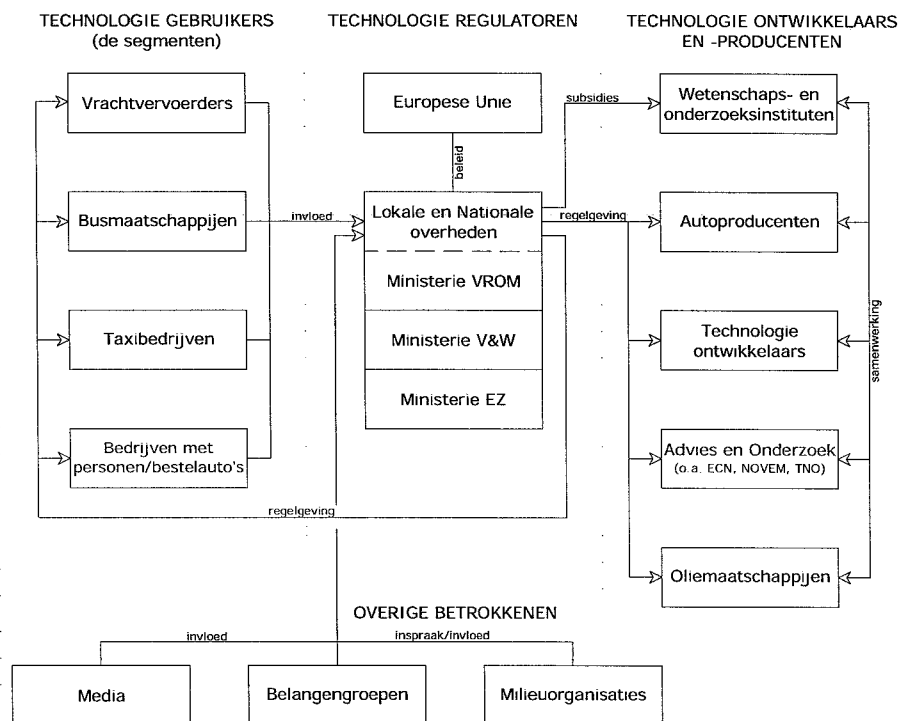 TECHNOLOGIE GEBRUIKERS
(de segmenten)
TECHNOLOGIE REGULATOREN
TECHNOLOGIE ONTWIKKELAARS
EN -PRODUCENTEN
Vrachtvervoerders
Europese Unie
subsidies
Wetenschaps- en
onderzoeksinstituten
beleid
Busmaatschappijen
invloed
Lokale en Nationale
overheden
regelgeving
Autoproducenten
Ministerie VROM
Taxibedrijven
Ministerie V&W
Technologie
ontwikkelaars
samenwerking
Ministerie EZ
Bedrijven met
personen/bestelauto's
Advies en Onderzoek
(o.a. ECN, NOVEM, TNO)
regelgeving
Oliemaatschappijen
OVERIGE BETROKKENEN
invloed
inspraak/invloed
Media
Belangengroepen
Milieuorganisaties